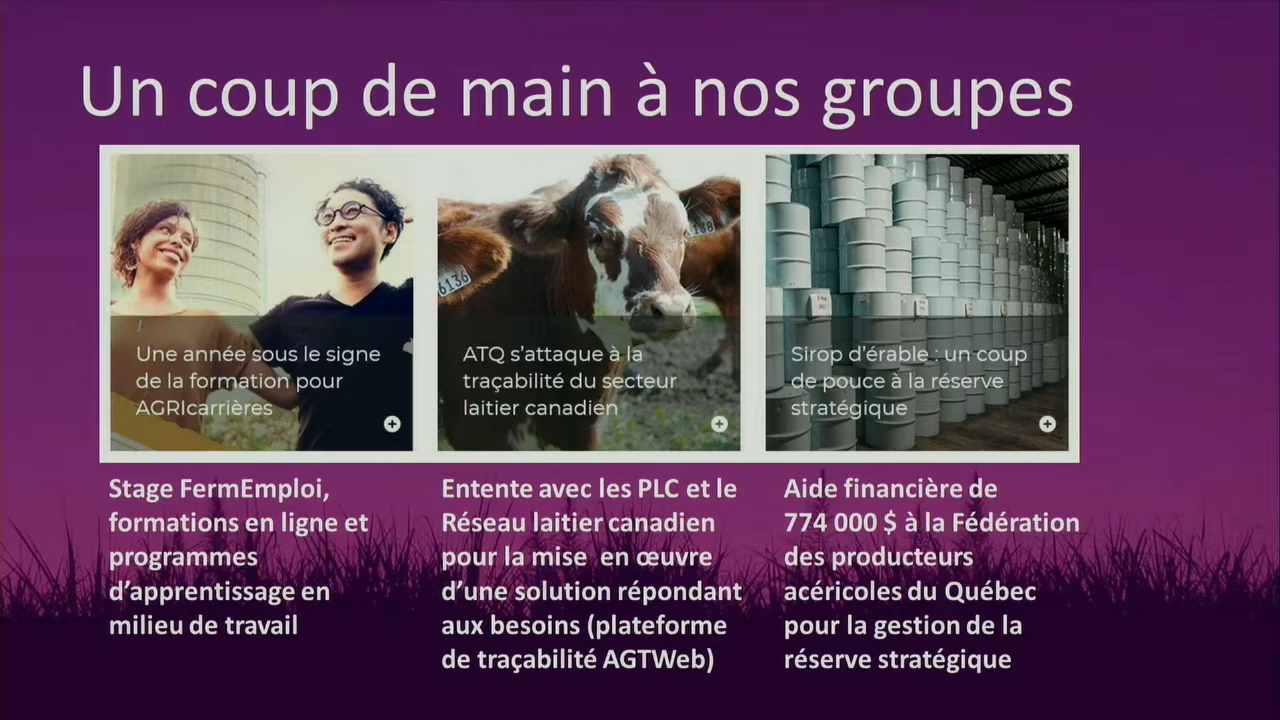 Un coup de main à nos groupes
Une année sous le signe
de la formation pour
AGRIcarrières
6136
138
ATQ s'attaque à la
traçabilité du secteur
laitier canadien
Sirop d'érable : un coup
de pouce à la réserve
stratégique
Stage FermEmploi,
formations en ligne et
programmes
d'apprentissage en
milieu de travail
Entente avec les PLC et le
Réseau laitier canadien
pour la mise  en œuvre
d'une solution répondant
aux besoins (plateforme
de traçabilité AGTWeb)
Aide financière de
774 000 $ à la Fédération
des producteurs
acéricoles du Québec
pour la gestion de la
réserve stratégique